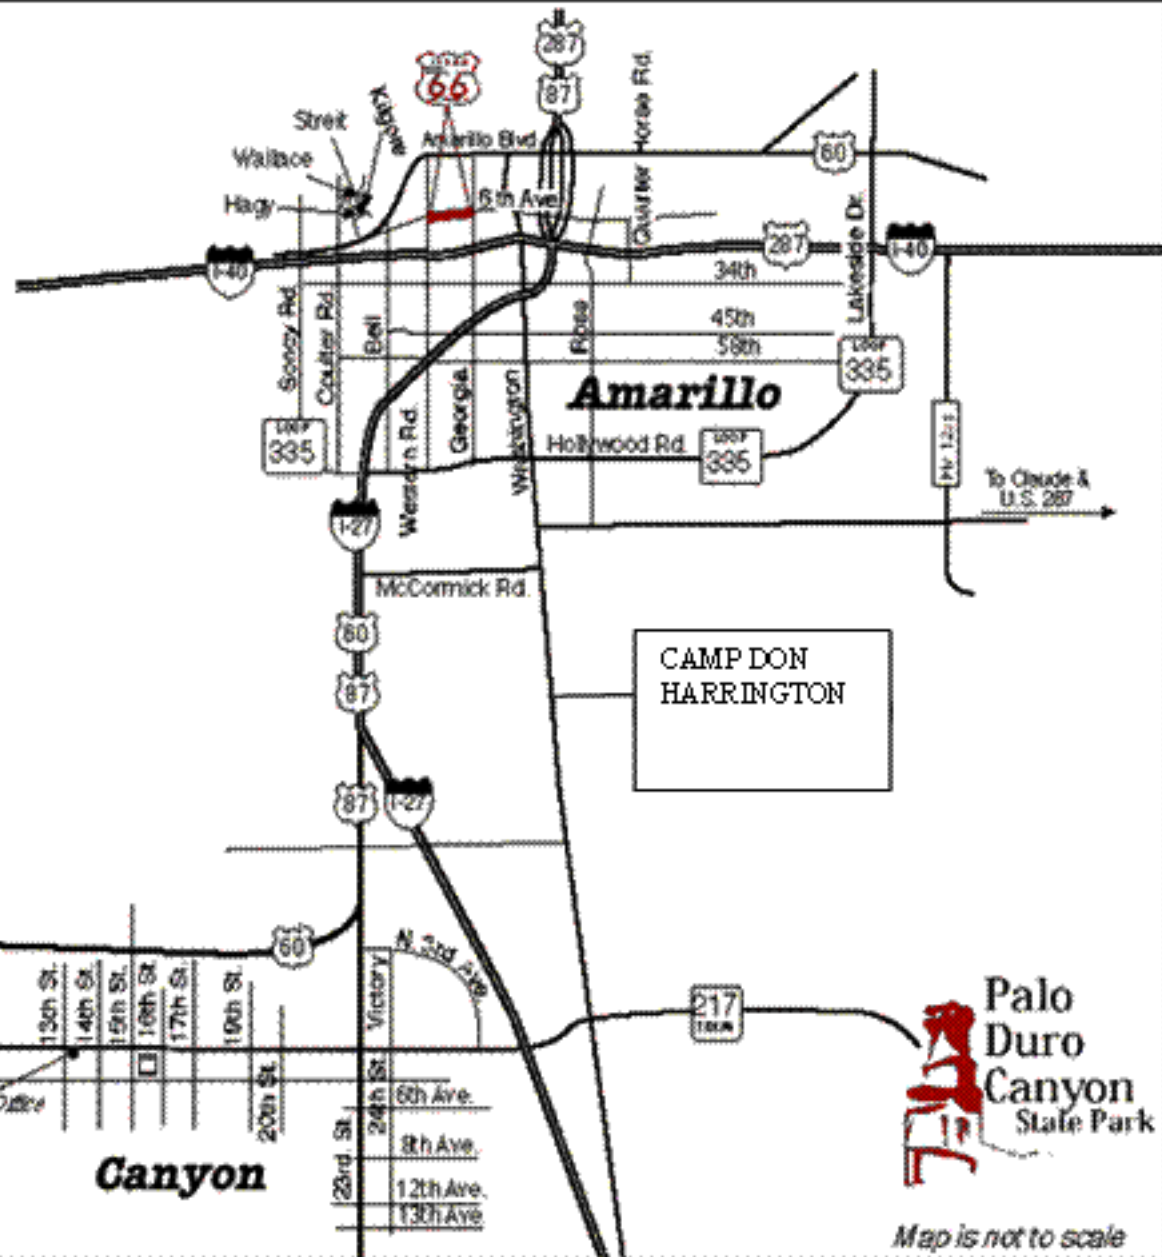 287
66
87
Streit
Amarillo Blvd
Quarter Horse Rd.
60
Wallace
Hagy
6th Ave
Lakeside Dr.
I-40
287
I-40
34th
Soncy Rd.
Coulter Rd.
Bell
45th
Ross
58th
LOOP
335
Western Rd.
Georgia
Washington
Amarillo
LOOP
335
Hollywood Rd.
LOOP
335
To Claude &
U.S. 287
I-27
McCormick Rd.
60
87
CAMP DON
HARRINGTON
87
I-27
60
N. 3rd Ave.
13th St.
14th St.
15th St.
16th St.
17th St.
19th St.
Victory
217
Palo
Duro
Canyon
State Park
20th St.
23rd. St.
24th St.
6th Ave.
8th Ave.
12th Ave.
13th Ave
Canyon
Map is not to scale